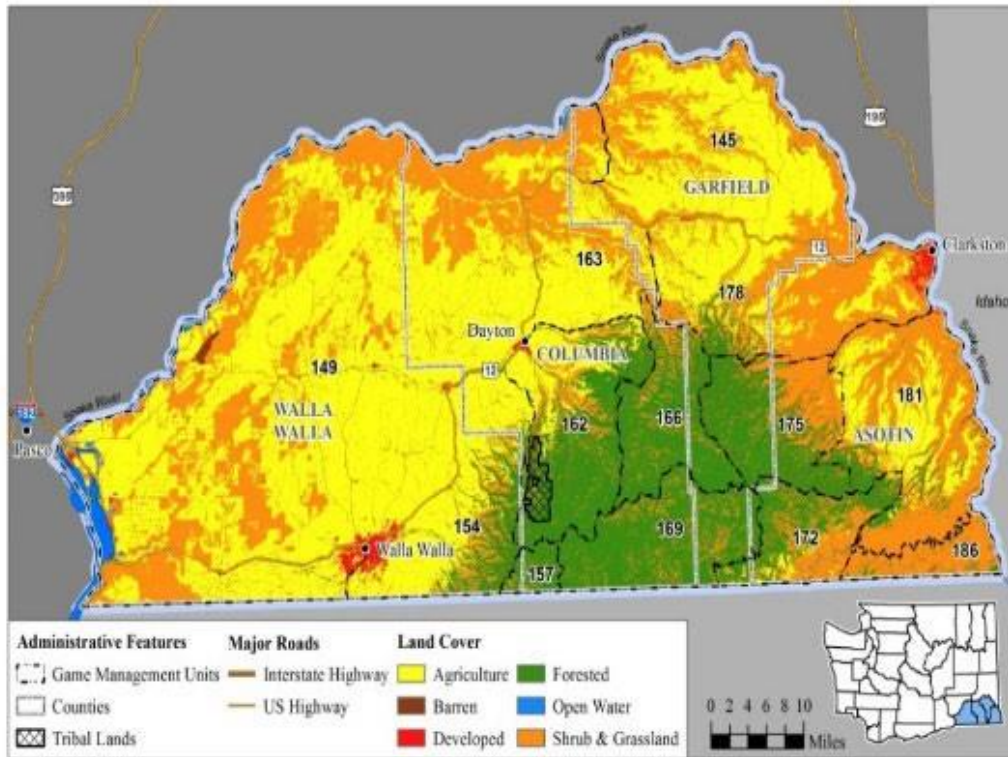 Snake River
195
395
145
GARFIELD
12
Clarkston
163
178
Idaho
Snake River
Dayton
COLUMBIA
12
149
181
WALLA
WALLA
162
166
175
ASOTIN
182
Snake River
Pasco
154
169
172
Walla Walla
157
186
Administrative Features
Game Management Units
Counties
Tribal Lands
Major Roads
Interstate Highway
US Highway
Land Cover
Agriculture
Barren
Developed
Forested
Open Water
Shrub & Grassland
0 2 4 6 8 10
Miles